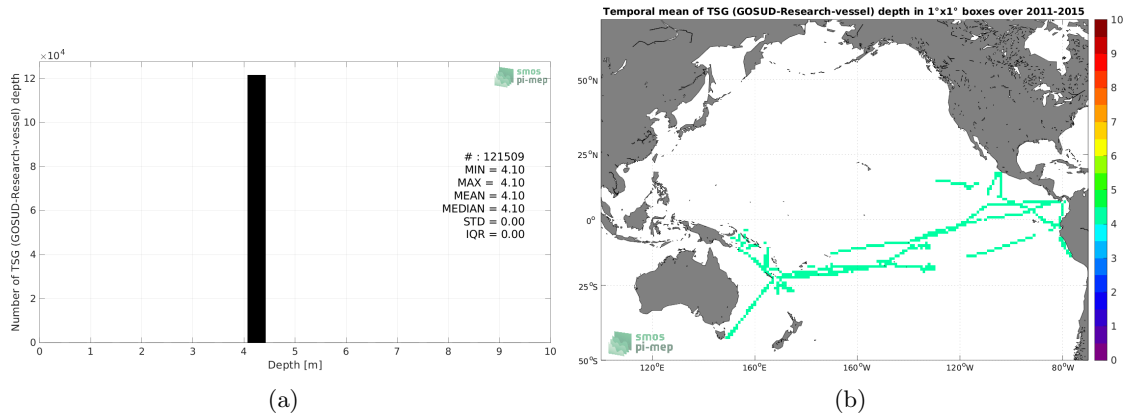 ×10⁴
12
10
8
6
4
2
0
Number of TSG (GOSUD-Research-vessel) depth
0 1 2 3 4 5 6 7 8 9 10
Depth [m]
smos
pi-mep
# : 121509
MIN = 4.10
MAX = 4.10
MEAN = 4.10
MEDIAN = 4.10
STD = 0.00
IQR = 0.00
(a)
Temporal mean of TSG (GOSUD-Research-vessel) depth in 1°x1° boxes over 2011-2015
50°N
25°N
0°
25°S
50°S
120°E 160°E 160°W 120°W 80°W
smos
pi-mep
10
9
8
7
6
5
4
3
2
1
0
(b)